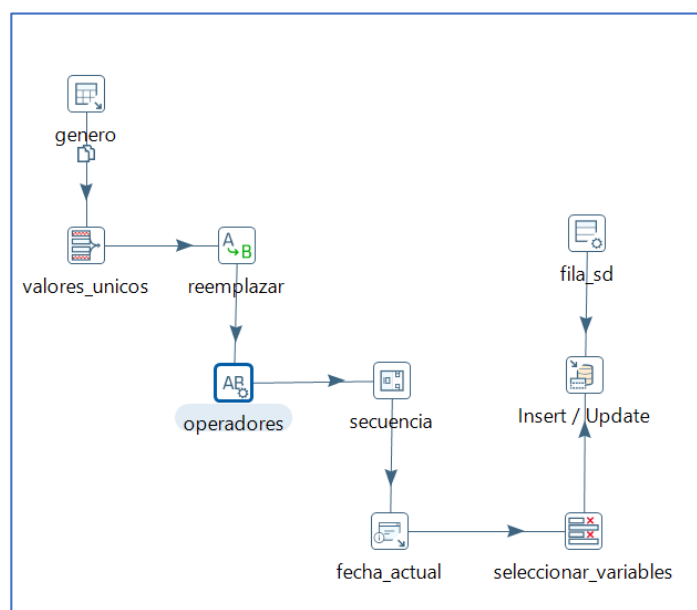 genero
valores_unicos
reemplazar
fila_sd
operadores
secuencia
Insert / Update
fecha_actual
seleccionar_variables